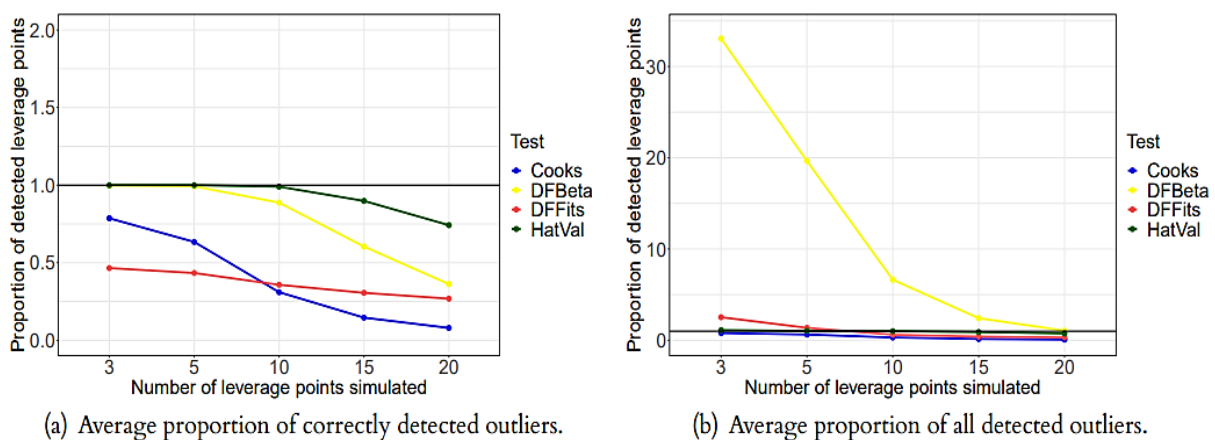 Proportion of detected leverage points
2.0
1.5
1.0
0.5
0.0
3 5 10 15 20
Number of leverage points simulated
Test
Cooks
DFBeta
DFFits
HatVal
(a) Average proportion of correctly detected outliers.
Proportion of detected leverage points
30
20
10
0
3 5 10 15 20
Number of leverage points simulated
Test
Cooks
DFBeta
DFFits
HatVal
(b) Average proportion of all detected outliers.